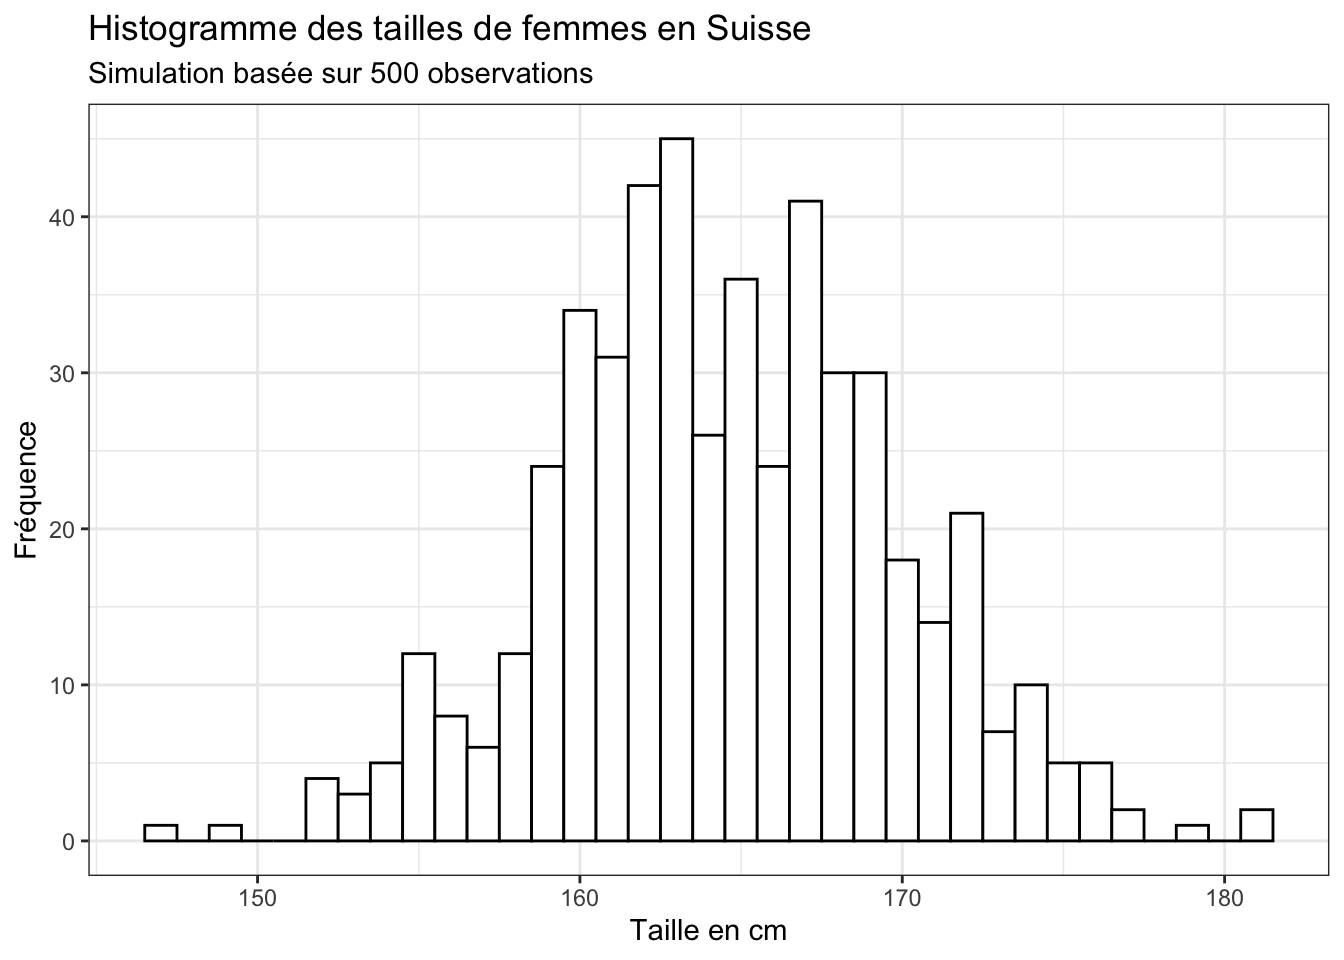 Histogramme des tailles de femmes en Suisse
Simulation basée sur 500 observations
Fréquence
40
30
20
10
0
150
160
170
180
Taille en cm